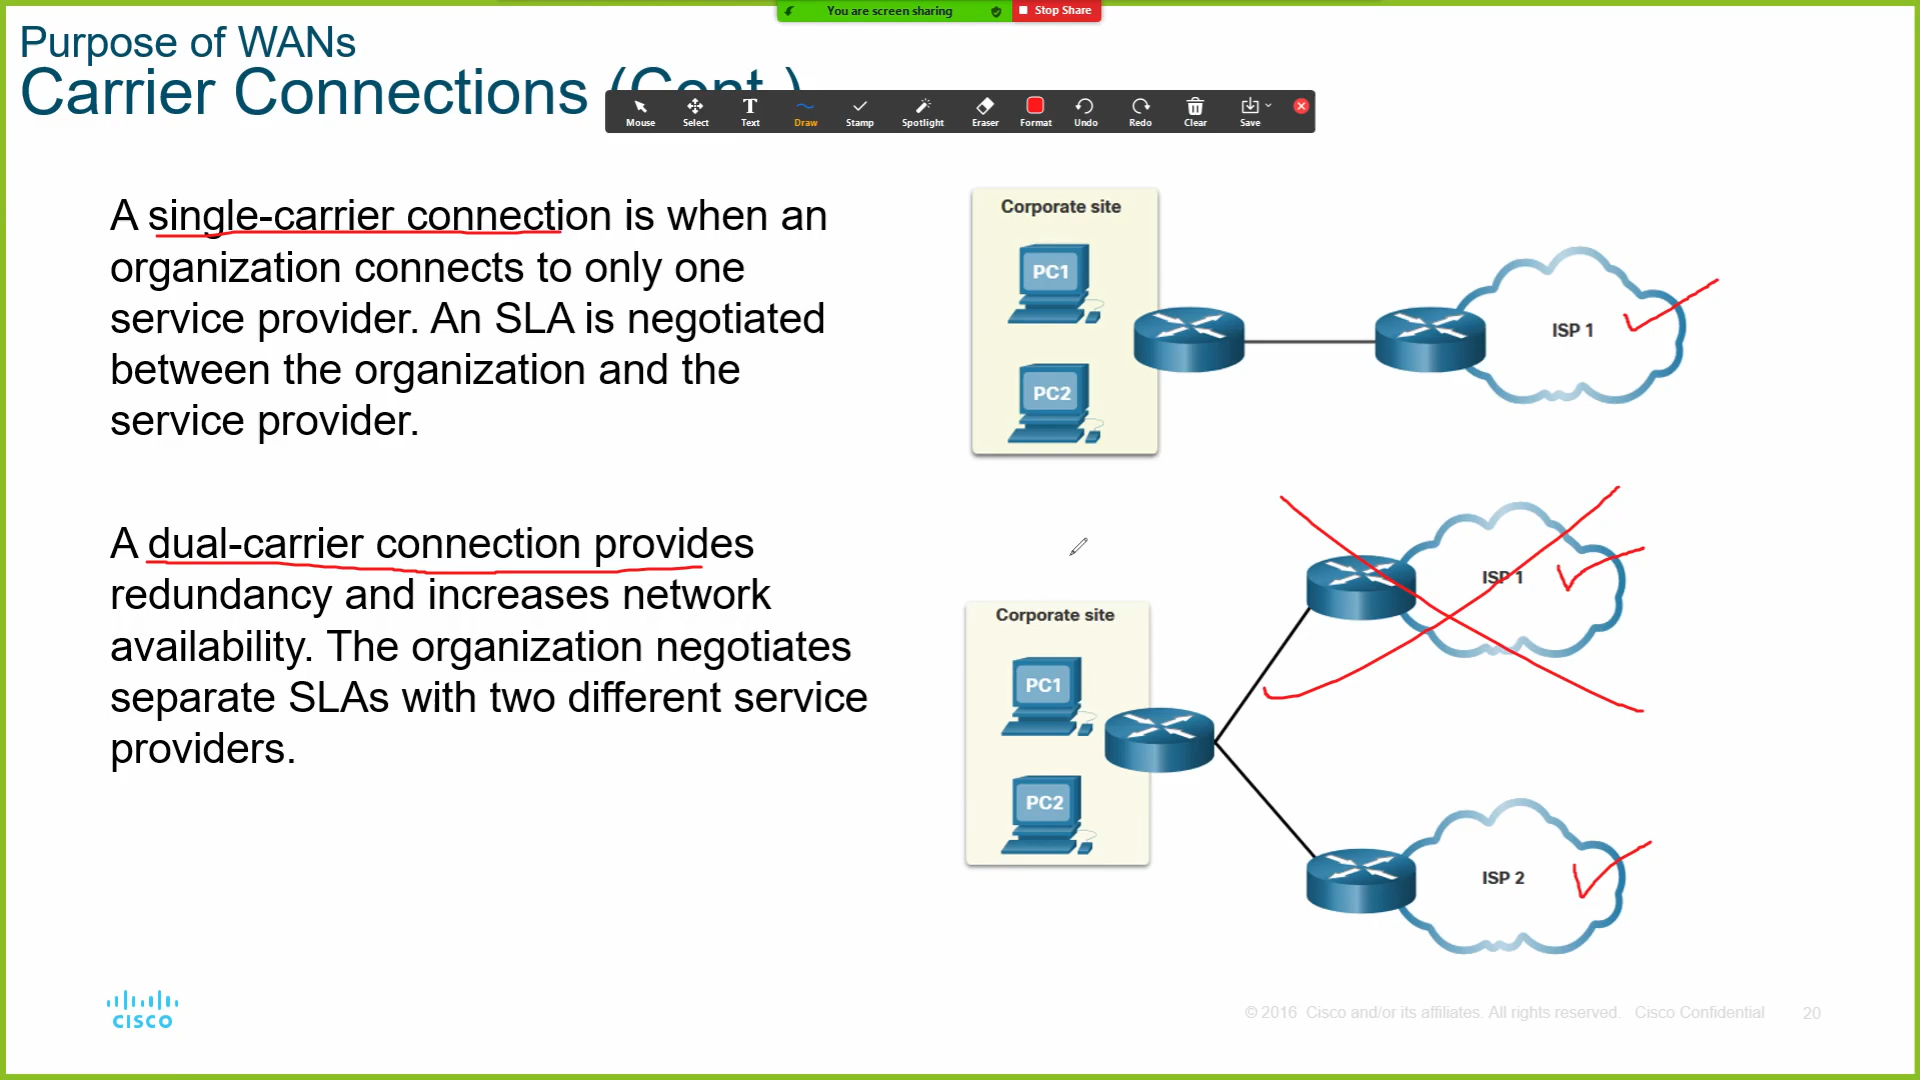 You are screen sharing
Stop Share
Purpose of WANs
Carrier Connections (Cont.)
Mouse
Select
Text
Draw
Stamp
Spotlight
Eraser
Format
Undo
Redo
Clear
Save
A single-carrier connection is when an
organization connects to only one
service provider. An SLA is negotiated
between the organization and the
service provider.
A dual-carrier connection provides
redundancy and increases network
availability. The organization negotiates
separate SLAs with two different service
providers.
Corporate site
PC1
PC2
ISP 1
Corporate site
PC1
PC2
ISP 1
ISP 2
CISCO
© 2016 Cisco and/or its affiliates. All rights reserved. Cisco Confidential
20